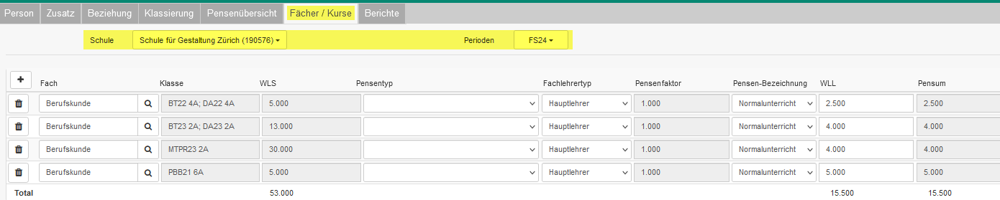 Person Zusatz Beziehung Klassierung Pensenübersicht Fächer / Kurse Berichte
Schule Schule für Gestaltung Zürich (190576) Perioden FS24
+ Fach Klasse WLS Pensentyp Fachlehrertyp Pensenfaktor Pensen-Bezeichnung WLL Pensum
Berufskunde BT22 4A; DA22 4A 5.000 Hauptlehrer 1.000 Normalunterricht 2.500 2.500
Berufskunde BT23 2A; DA23 2A 13.000 Hauptlehrer 1.000 Normalunterricht 4.000 4.000
Berufskunde MTPR23 2A 30.000 Hauptlehrer 1.000 Normalunterricht 4.000 4.000
Berufskunde PBB21 6A 5.000 Hauptlehrer 1.000 Normalunterricht 5.000 5.000
Total 53.000 15.500 15.500